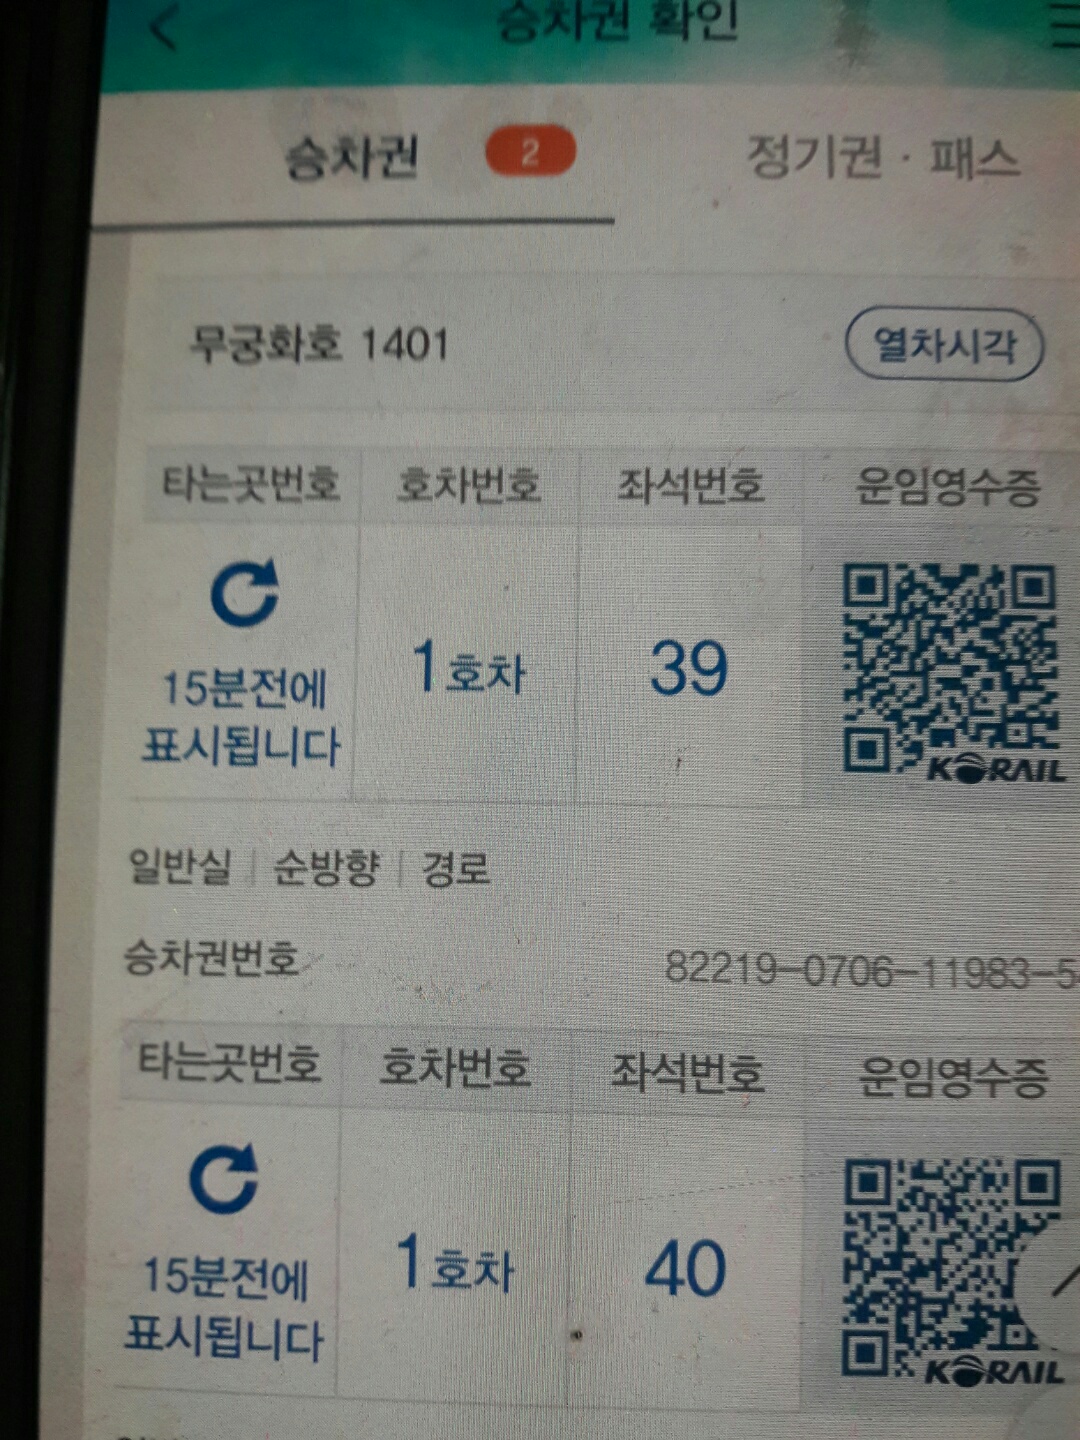 승차권 확인
승차권 2 정기권 · 패스
무궁화호 1401 열차시각
타는곳번호 호차번호 좌석번호 운임영수증
15분전에
표시됩니다
1호차 39
KORAIL
일반실 | 순방향 | 경로
승차권번호 82219-0706-11983-5
타는곳번호 호차번호 좌석번호 운임영수증
15분전에
표시됩니다
1호차 40
KORAIL